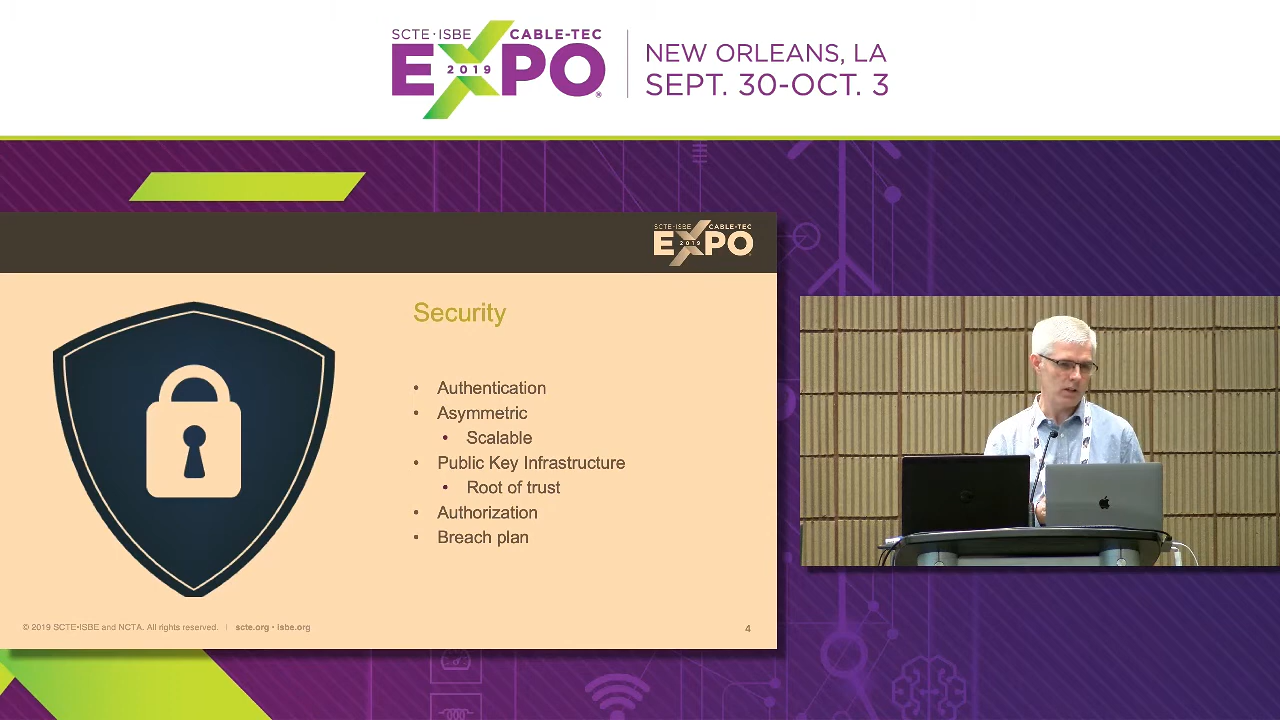 SCTE·ISBE CABLE-TEC
EXPO
2019
®
NEW ORLEANS, LA
SEPT. 30-OCT. 3
SCTE·ISBE CABLE-TEC
EXPO
2019
Security
• Authentication
• Asymmetric
• Scalable
• Public Key Infrastructure
• Root of trust
• Authorization
• Breach plan
© 2019 SCTE•ISBE and NCTA. All rights reserved. | scte.org • isbe.org
4